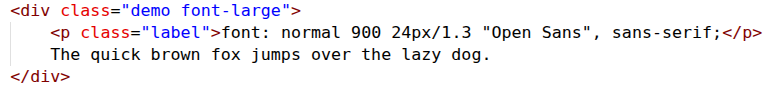 <div class="demo font-large">
<p class="label">font: normal 900 24px/1.3 "Open Sans", sans-serif;</p>
The quick brown fox jumps over the lazy dog.
</div>